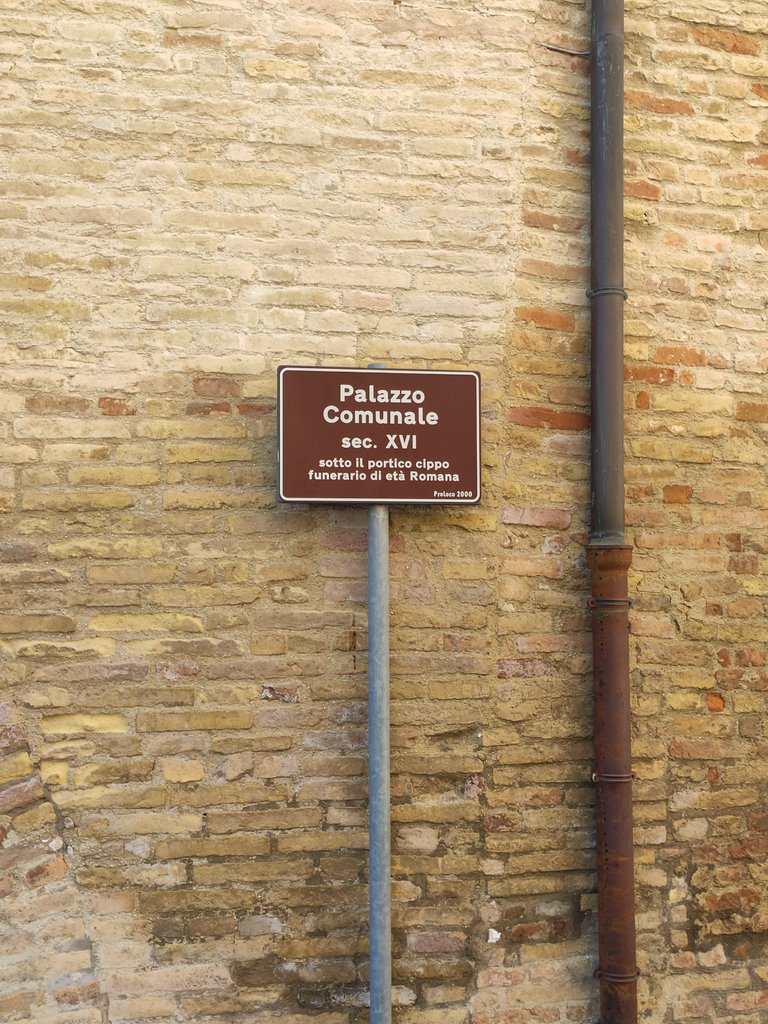 Palazzo
Comunale
sec. XVI
sotto il portico cippo
funerario di età Romana
Proloco 2000